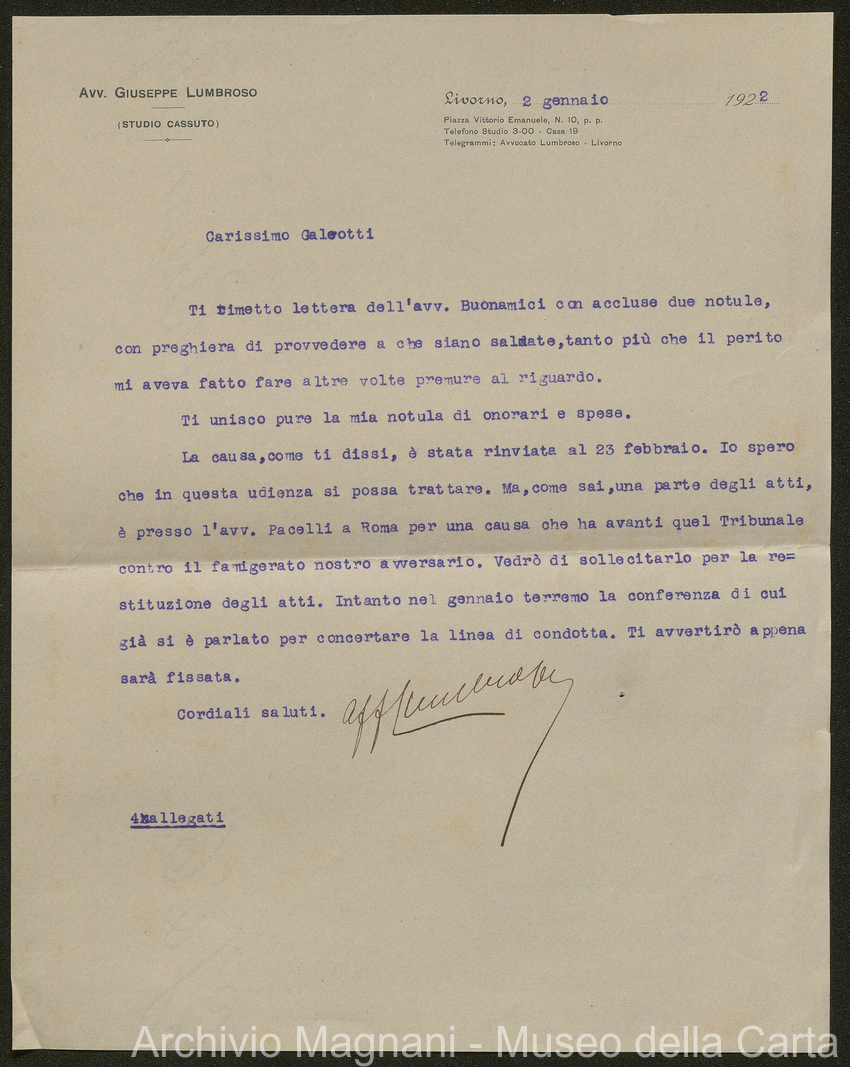 AVV. GIUSEPPE LUMBROSO
(STUDIO CASSUTO)
Livorno, 2 gennaio 1922
Piazza Vittorio Emanuele, N. 10, p. p.
Telefono Studio 3-00 - Casa 19
Telegrammi: Avvocato Lumbroso - Livorno
Carissimo Galeotti
Ti rimetto lettera dell'avv. Buonamici con accluse due notule,
con preghiera di provvedere a che siano saldate,tanto più che il perito
mi aveva fatto fare altre volte premure al riguardo.
Ti unisco pure la mia notula di onorari e spese.
La causa,come ti dissi, è stata rinviata al 23 febbraio. Io spero
che in questa udienza si possa trattare. Ma,come sai,una parte degli atti,
è presso l'avv. Pacelli a Roma per una causa che ha avanti quel Tribunale
contro il famigerato nostro avversario. Vedrò di sollecitarlo per la re=
stituzione degli atti. Intanto nel gennaio terremo la conferenza di cui
già si è parlato per concertare la linea di condotta. Ti avvertirò appena
sarà fissata.
Cordiali saluti. aff Lumbroso
4 allegati
Archivio Magnani - Museo della Carta